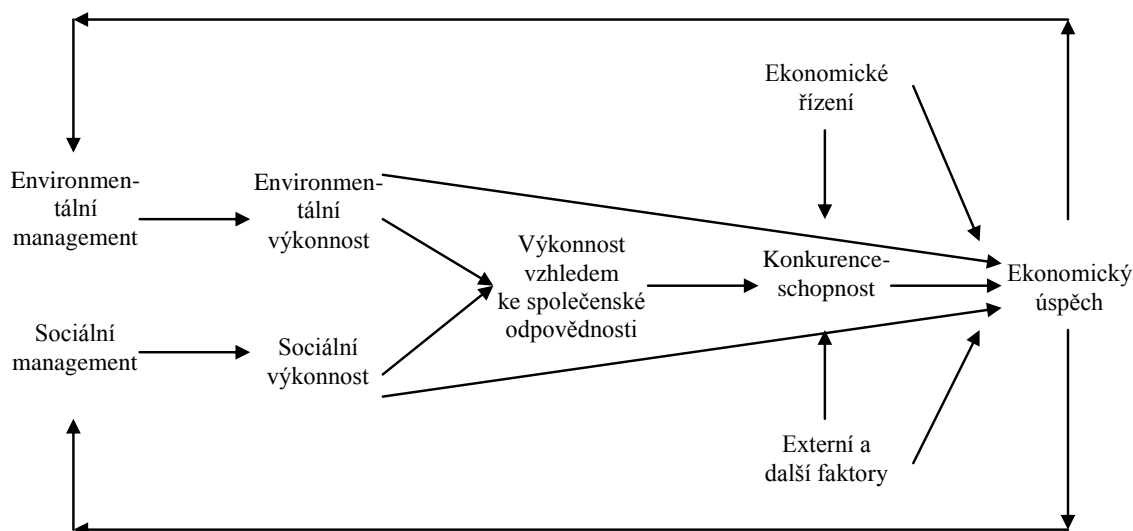 Ekonomické
řízení
Environmen-
tální
management
Environmen-
tální
výkonnost
Výkonnost
vzhledem
ke společenské
odpovědnosti
Konkurence-
schopnost
Ekonomický
úspěch
Sociální
management
Sociální
výkonnost
Externí a
další faktory